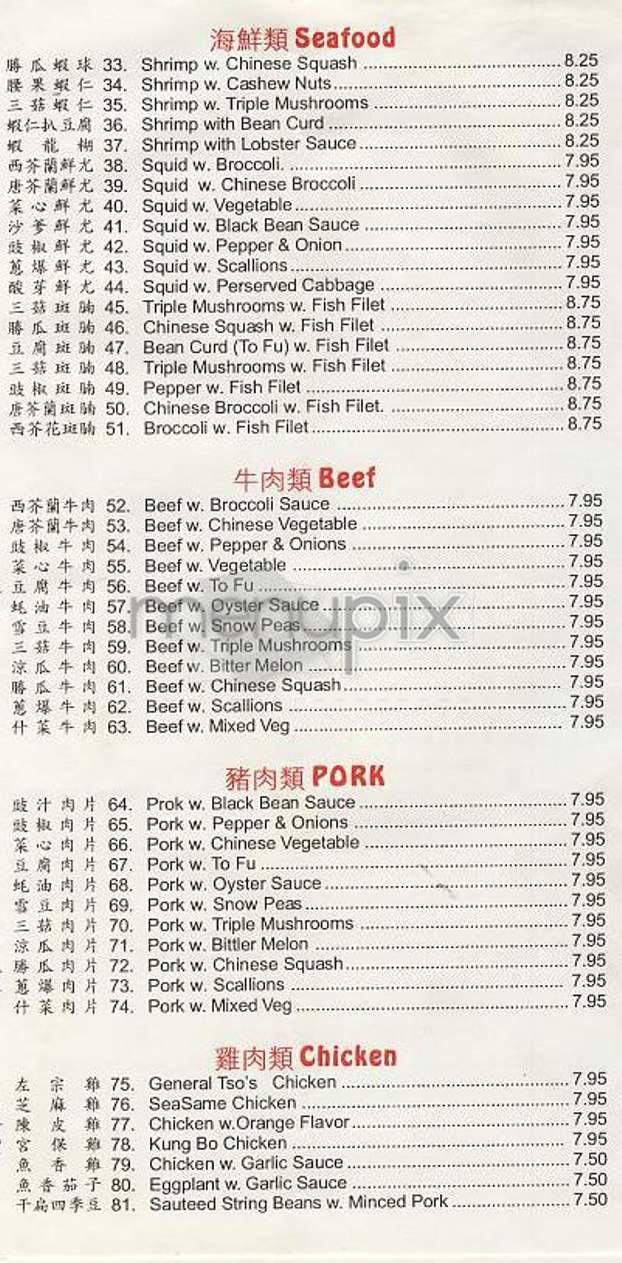 海鮮類 Seafood
勝瓜蝦球 33. Shrimp w. Chinese Squash 8.25
腰果蝦仁 34. Shrimp w. Cashew Nuts 8.25
三菇蝦仁 35. Shrimp w. Triple Mushrooms 8.25
蝦仁扒豆腐 36. Shrimp with Bean Curd 8.25
蝦龍糊 37. Shrimp with Lobster Sauce 8.25
西芥蘭鮮尤 38. Squid w. Broccoli. 7.95
唐芥蘭鮮尤 39. Squid w. Chinese Broccoli 7.95
菜心鮮尤 40. Squid w. Vegetable 7.95
沙爹鮮尤 41. Squid w. Black Bean Sauce 7.95
豉椒鮮尤 42. Squid w. Pepper & Onion 7.95
蔥爆鮮尤 43. Squid w. Scallions 7.95
酸芽鮮尤 44. Squid w. Perserved Cabbage 7.95
三菇斑腩 45. Triple Mushrooms w. Fish Filet 8.75
勝瓜斑腩 46. Chinese Squash w. Fish Filet 8.75
豆腐斑腩 47. Bean Curd (To Fu) w. Fish Filet 8.75
三菇斑腩 48. Triple Mushrooms w. Fish Filet 8.75
豉椒斑腩 49. Pepper w. Fish Filet 8.75
唐芥蘭斑腩 50. Chinese Broccoli w. Fish Filet. 8.75
西芥花斑腩 51. Broccoli w. Fish Filet 8.75
牛肉類 Beef
西芥蘭牛肉 52. Beef w. Broccoli Sauce 7.95
唐芥蘭牛肉 53. Beef w. Chinese Vegetable 7.95
豉椒牛肉 54. Beef w. Pepper & Onions 7.95
菜心牛肉 55. Beef w. Vegetable 7.95
豆腐牛肉 56. Beef w. To Fu 7.95
蚝油牛肉 57. Beef w. Oyster Sauce 7.95
雪豆牛肉 58. Beef w. Snow Peas 7.95
三菇牛肉 59. Beef w. Triple Mushrooms 7.95
涼瓜牛肉 60. Beef w. Bitter Melon 7.95
勝瓜牛肉 61. Beef w. Chinese Squash 7.95
蔥爆牛肉 62. Beef w. Scallions 7.95
什菜牛肉 63. Beef w. Mixed Veg 7.95
menupix
豬肉類 PORK
豉汁肉片 64. Prok w. Black Bean Sauce 7.95
豉椒肉片 65. Pork w. Pepper & Onions 7.95
菜心肉片 66. Pork w. Chinese Vegetable 7.95
豆腐肉片 67. Pork w. To Fu 7.95
蚝油肉片 68. Pork w. Oyster Sauce 7.95
雪豆肉片 69. Pork w. Snow Peas 7.95
三菇肉片 70. Pork w. Triple Mushrooms 7.95
涼瓜肉片 71. Pork w. Bittler Melon 7.95
勝瓜肉片 72. Pork w. Chinese Squash 7.95
蔥爆肉片 73. Pork w. Scallions 7.95
什菜肉片 74. Pork w. Mixed Veg 7.95
雞肉類 Chicken
左宗雞 75. General Tso's Chicken 7.95
芝麻雞 76. SeaSame Chicken 7.95
陳皮雞 77. Chicken w.Orange Flavor 7.95
宮保雞 78. Kung Bo Chicken 7.95
魚香雞 79. Chicken w. Garlic Sauce 7.50
魚香茄子 80. Eggplant w. Garlic Sauce 7.50
干扁四季豆 81. Sauteed String Beans w. Minced Pork 7.50